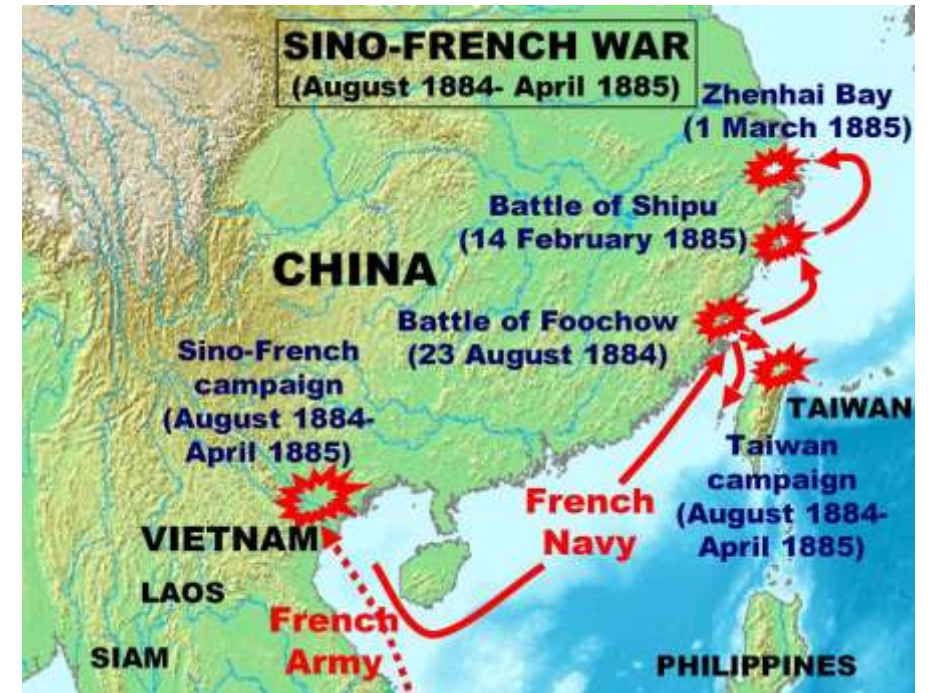 SINO-FRENCH WAR
(August 1884- April 1885)
Zhenhai Bay
(1 March 1885)
Battle of Shipu
(14 February 1885)
CHINA
Battle of Foochow
(23 August 1884)
Sino-French
campaign
(August 1884-
April 1885)
TAIWAN
Taiwan
campaign
(August 1884-
April 1885)
French
Navy
VIETNAM
LAOS
French
Army
SIAM
PHILIPPINES